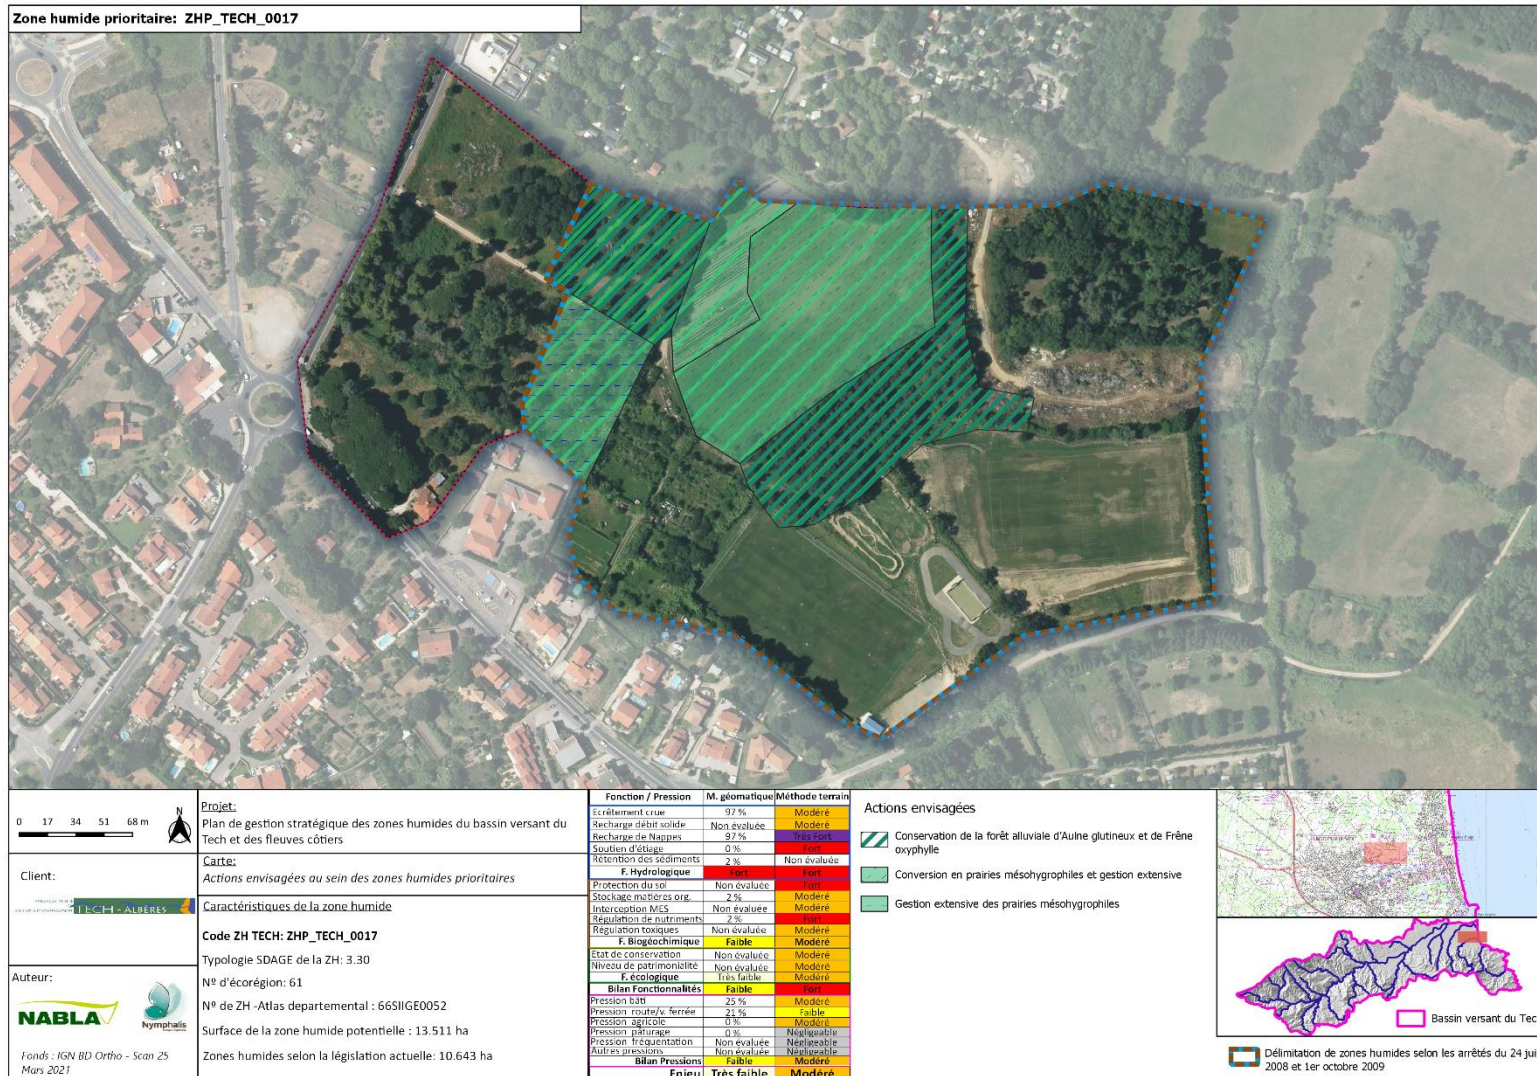 Zone humide prioritaire: ZHP_TECH_0017
0 17 34 51 68 m
N
Client:
TECH - ALBÈRES
Auteur:
NABLA
Nymphalis
Fonds : IGN BD Ortho - Scan 25
Mars 2021
Projet:
Plan de gestion stratégique des zones humides du bassin versant du
Tech et des fleuves côtiers
Carte:
Actions envisagées au sein des zones humides prioritaires
Caractéristiques de la zone humide
Code ZH TECH: ZHP_TECH_0017
Typologie SDAGE de la ZH: 3.30
Nº d'écorégion: 61
Nº de ZH -Atlas departemental : 66SIIGE0052
Surface de la zone humide potentielle : 13.511 ha
Zones humides selon la législation actuelle: 10.643 ha
Fonction / Pression M. géomatique Méthode terrain
Ecrêtement crue 97 % Modéré
Recharge débit solide Non évaluée Modéré
Recharge de Nappes 97 % Très Fort
Soutien d'étiage 0 % Fort
Rétention des sédiments 2 % Non évaluée
F. Hydrologique Fort Fort
Protection du sol Non évaluée Fort
Stockage matières org. 2 % Modéré
Interception MES Non évaluée Modéré
Régulation de nutriments 2 % Fort
Régulation toxiques Non évaluée Modéré
F. Biogéochimique Faible Modéré
Etat de conservation Non évaluée Modéré
Niveau de patrimonialité Non évaluée Modéré
F. écologique Très faible Modéré
Bilan Fonctionnalités Faible Fort
Pression bâti 25 % Modéré
Pression route/v. ferrée 21 % Faible
Pression agricole 0 % Modéré
Pression pâturage 0 % Négligeable
Pression fréquentation Non évaluée Négligeable
Autres pressions Non évaluée Négligeable
Bilan Pressions Faible Modéré
Enjeu Très faible Modéré
Actions envisagées
Conservation de la forêt alluviale d'Aulne glutineux et de Frêne
oxyphylle
Conversion en prairies mésohygrophiles et gestion extensive
Gestion extensive des prairies mésohygrophiles
Bassin versant du Tec
Délimitation de zones humides selon les arrêtés du 24 jui
2008 et 1er octobre 2009